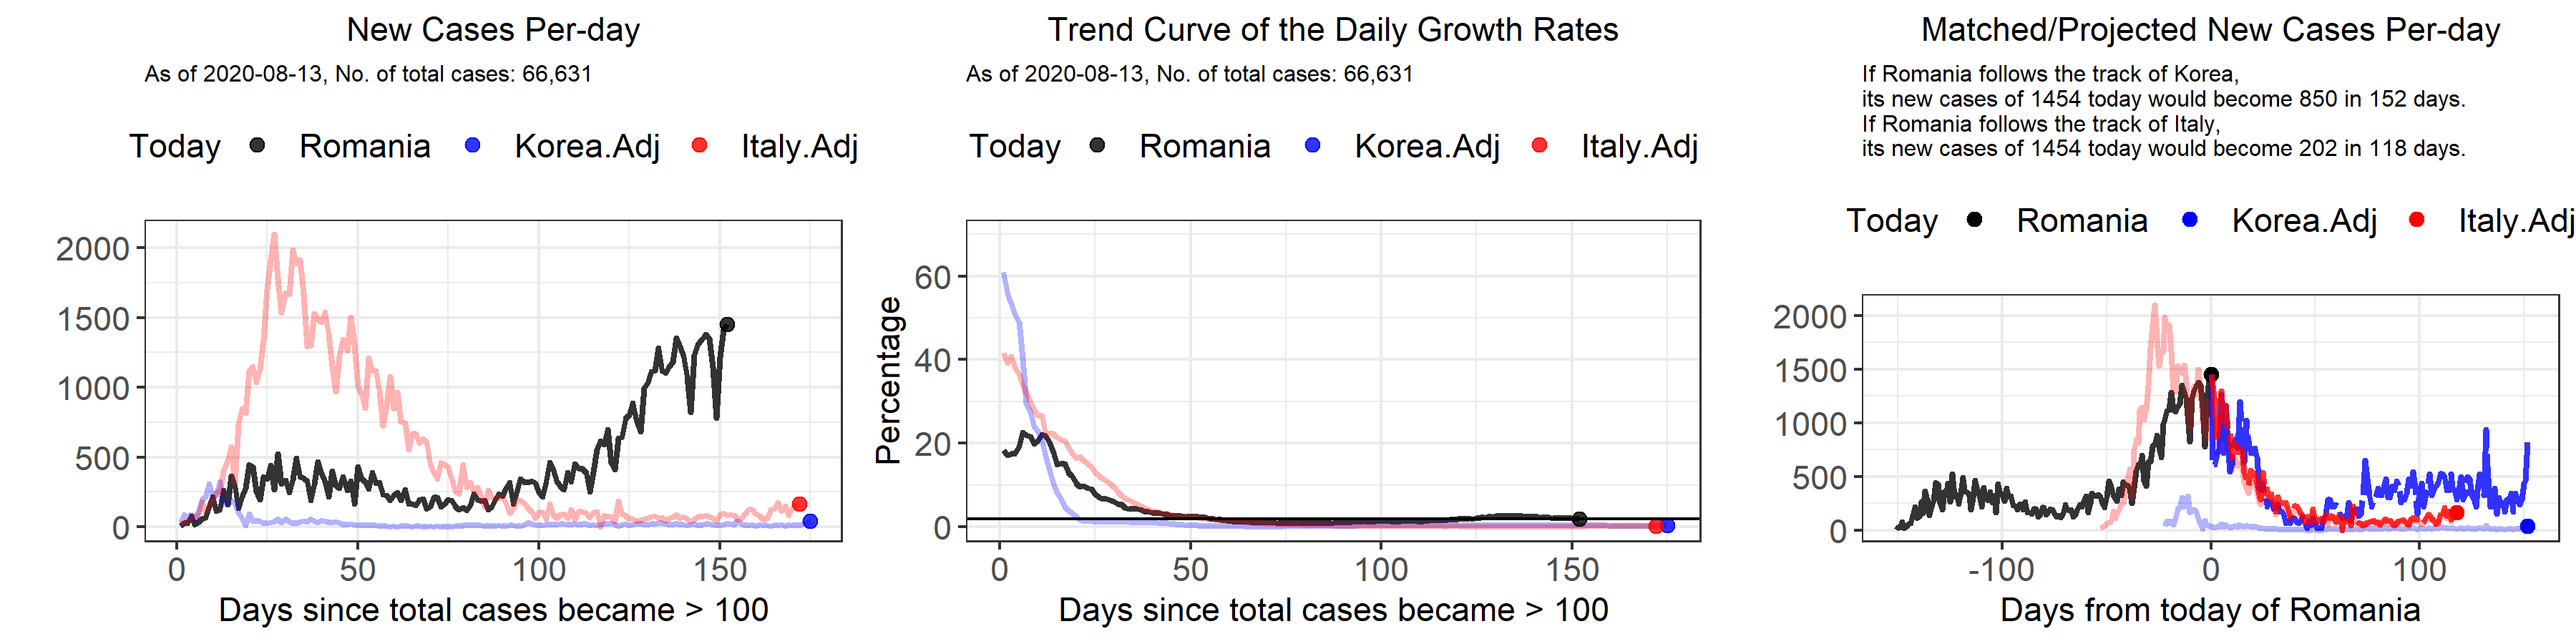 New Cases Per-day
As of 2020-08-13, No. of total cases: 66,631
Today Romania Korea.Adj Italy.Adj
2000
1500
1000
500
0
0 50 100 150
Days since total cases became > 100
Trend Curve of the Daily Growth Rates
As of 2020-08-13, No. of total cases: 66,631
Today Romania Korea.Adj Italy.Adj
Percentage
60
40
20
0
0 50 100 150
Days since total cases became > 100
Matched/Projected New Cases Per-day
If Romania follows the track of Korea,
its new cases of 1454 today would become 850 in 152 days.
If Romania follows the track of Italy,
its new cases of 1454 today would become 202 in 118 days.
Today Romania Korea.Adj Italy.Adj
2000
1500
1000
500
0
-100 0 100
Days from today of Romania